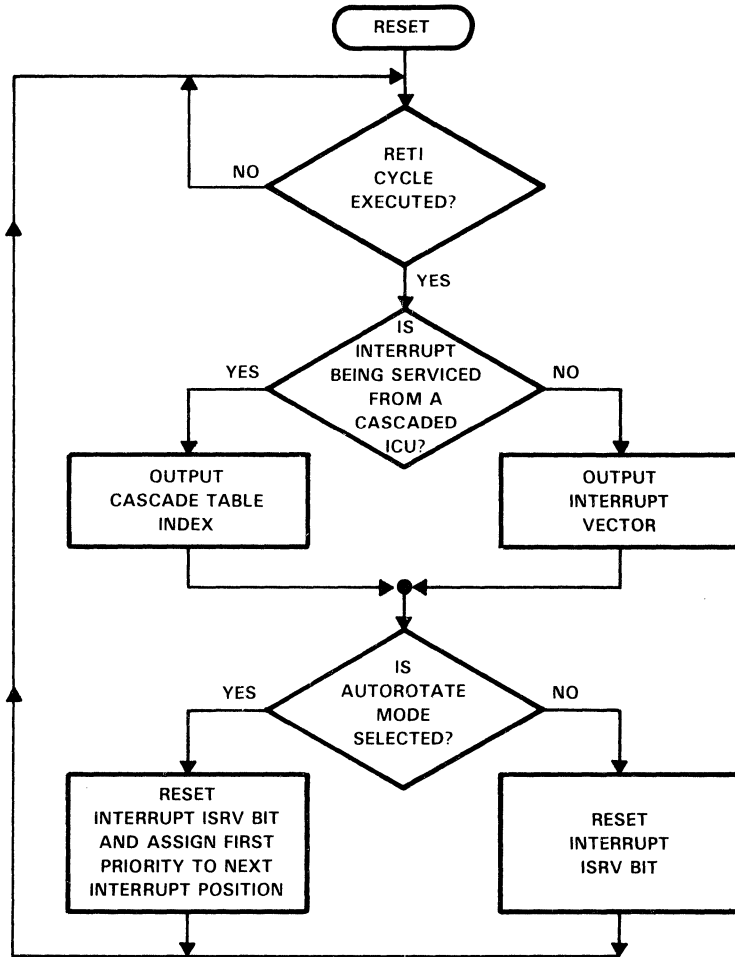 RESET
RETI
CYCLE
EXECUTED?
NO
YES
IS
INTERRUPT
BEING SERVICED
FROM A
CASCADED
ICU?
YES
NO
OUTPUT
CASCADE TABLE
INDEX
OUTPUT
INTERRUPT
VECTOR
IS
AUTOROTATE
MODE
SELECTED?
YES
NO
RESET
INTERRUPT ISRV BIT
AND ASSIGN FIRST
PRIORITY TO NEXT
INTERRUPT POSITION
RESET
INTERRUPT
ISRV BIT